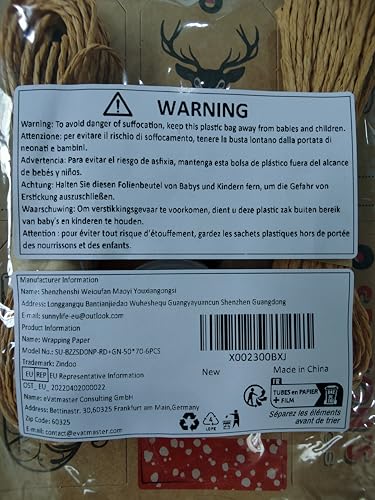 WARNING
Warning: To avoid danger of suffocation, keep this plastic bag away from babies and children.
Attenzione: per evitare il rischio di soffocamento, tenere la busta lontano dalla portata di
neonati e bambini.
Advertencia: Para evitar el riesgo de asfixia, mantenga esta bolsa de plástico fuera del alcance
de bebés y niños.
Achtung: Halten Sie diesen Folienbeutel von Babys und Kindern fern, um die Gefahr von
Erstickung auszuschließen.
Waarschuwing: Om verstikkingsgevaar te voorkomen, dient u deze plastic zak buiten bereik
van baby's en kinderen te houden.
Attention : pour éviter tout risque d'étouffement, gardez les sachets plastiques hors de portée
des nourrissons et des enfants.
Manufacturer Information
Name: Shenzhenshi Weioufan Maoyi Youxiangongsi
Address: Longgangqu Bantianjiedao Wuheshequ Guangyayuancun Shenzhen Guangdong
E-mail: sunnylife-eu@outlook.com
Product Information
Name: Wrapping Paper
Model No.: SU-BZZSD0NP-RD+GN-50*70-6PCS
Trademark: Zindoo
EU REP EU Representative Information
OST_EU_20220402000022
Name: eVatmaster Consulting GmbH
Address: Bettinastr. 30,60325 Frankfurt am Main,Germany
Zip Code: 60325
E-mail: contact@evatmaster.com
X002300BXJ
New
Made in China
FR
TUBES en PAPIER
+ FILM
Séparez les éléments
avant de trier
LDPE